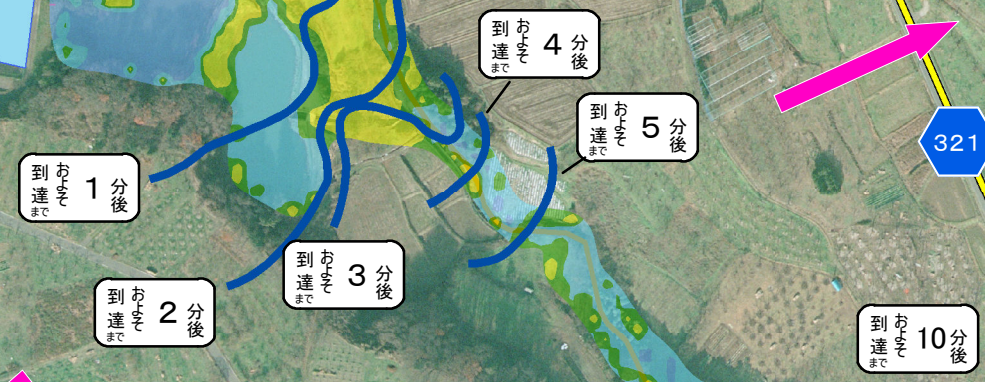 到達まで およそ 4 分後
到達まで およそ 5 分後
321
到達まで およそ 1 分後
到達まで およそ 3 分後
到達まで およそ 2 分後
到達まで およそ 10 分後